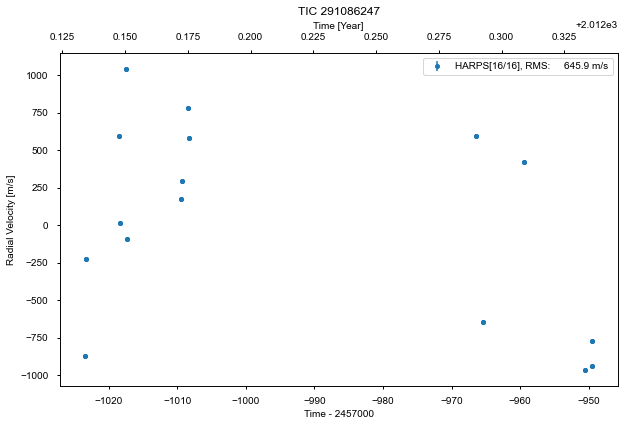 TIC 291086247
Time [Year]
+2.012e3
0.125 0.150 0.175 0.200 0.225 0.250 0.275 0.300 0.325
HARPS[16/16], RMS: 645.9 m/s
Radial Velocity [m/s]
1000
750
500
250
0
−250
−500
−750
−1000
−1020 −1010 −1000 −990 −980 −970 −960 −950
Time - 2457000